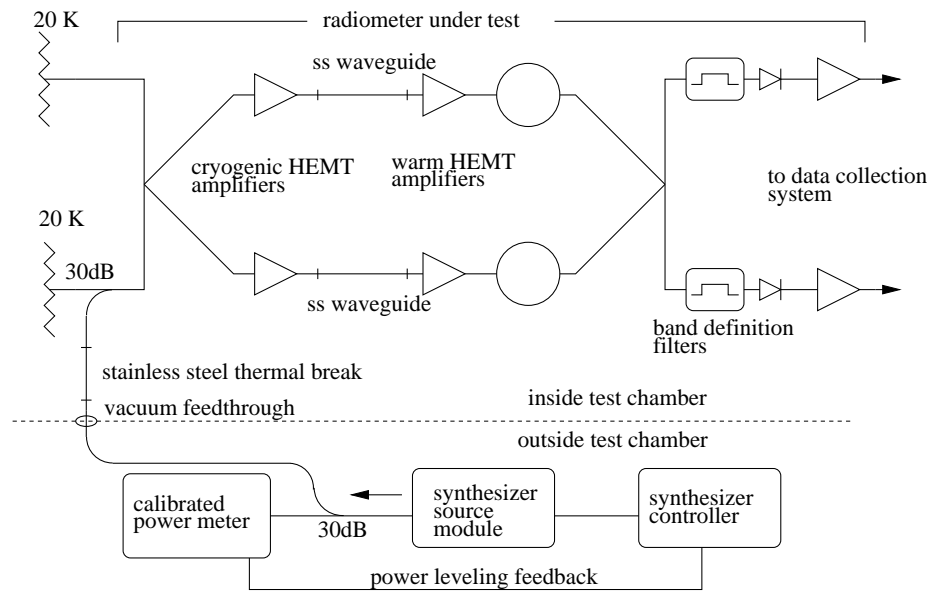 20 K
radiometer under test
ss waveguide
cryogenic HEMT
amplifiers
warm HEMT
amplifiers
to data collection
system
20 K
30dB
ss waveguide
band definition
filters
stainless steel thermal break
inside test chamber
vacuum feedthrough
outside test chamber
calibrated
power meter
30dB
synthesizer
source
module
synthesizer
controller
power leveling feedback